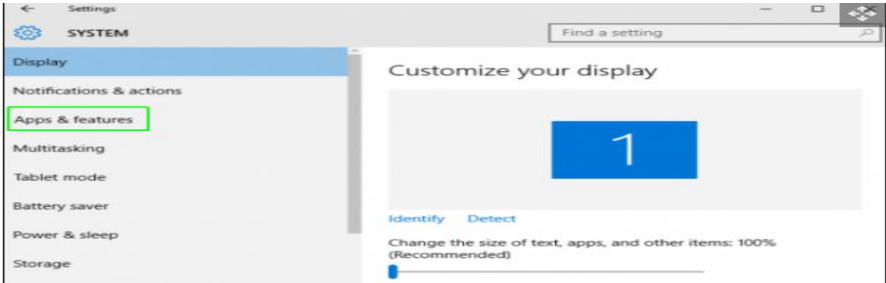 Settings
SYSTEM
Find a setting
Display
Notifications & actions
Apps & features
Multitasking
Tablet mode
Battery saver
Power & sleep
Storage
Customize your display
1
Identify Detect
Change the size of text, apps, and other items: 100%
(Recommended)